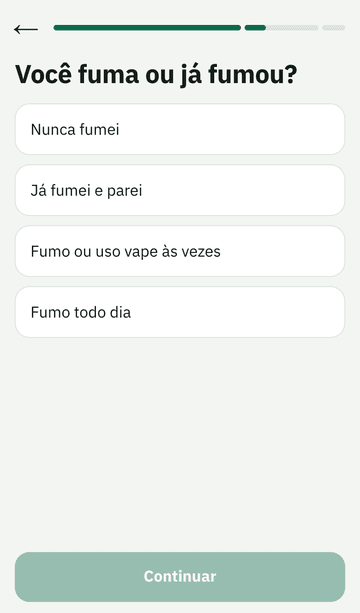 Você fuma ou já fumou?
Nunca fumei
Já fumei e parei
Fumo ou uso vape às vezes
Fumo todo dia
Continuar